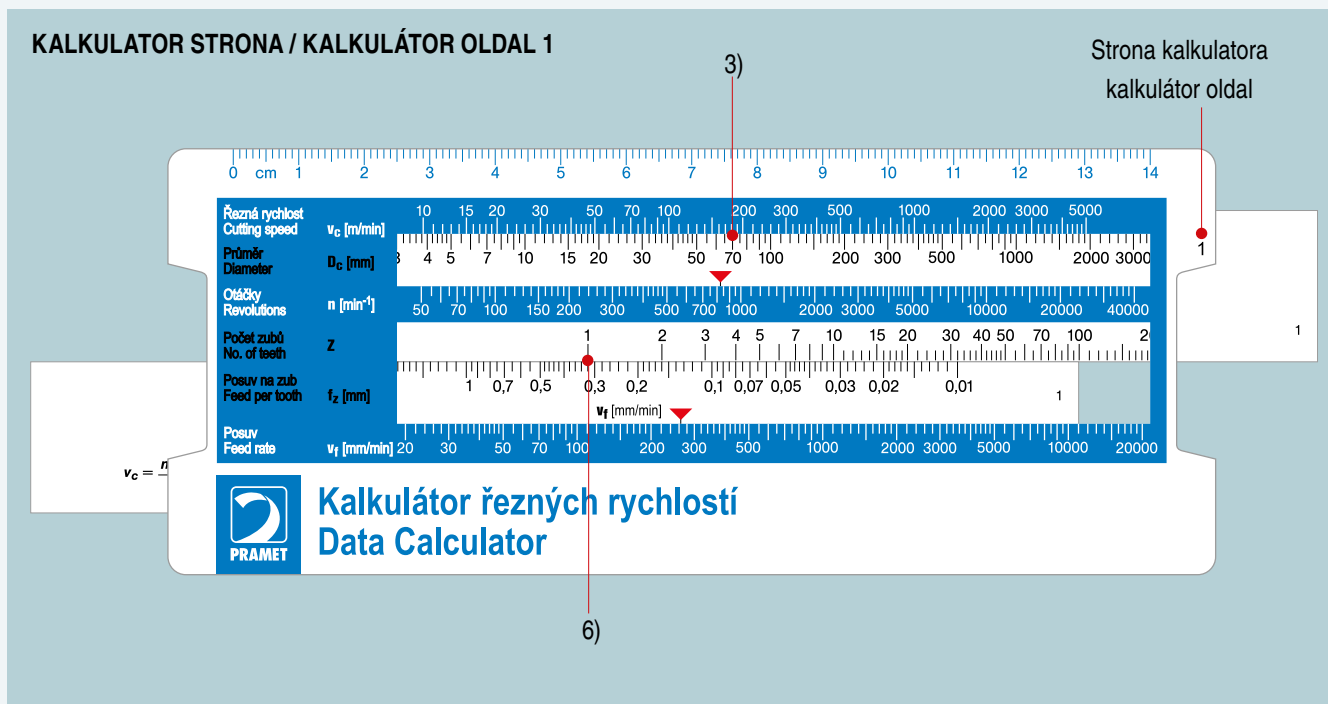 KALKULATOR STRONA / KALKULÁTOR OLDAL 1
3)
Strona kalkulatora
kalkulátor oldal
0 cm 1 2 3 4 5 6 7 8 9 10 11 12 13 14
Řezná rychlost
Cutting speed vc [m/min] 10 15 20 30 50 70 100 200 300 500 1000 2000 3000 5000
1
Průměr
Diameter Dc [mm] 3 4 5 7 10 15 20 30 50 70 100 200 300 500 1000 2000 3000
Otáčky
Revolutions n [min-1] 50 70 100 150 200 300 500 700 1000 2000 3000 5000 10000 20000 40000
Počet zubů
No. of teeth Z 1 2 3 4 5 7 10 15 20 30 40 50 70 100 20
1
Posuv na zub
Feed per tooth fz [mm] 1 0,7 0,5 0,3 0,2 0,1 0,07 0,05 0,03 0,02 0,01 1
vf [mm/min]
Posuv
Feed rate vf [mm/min] 20 30 50 70 100 200 300 500 1000 2000 3000 5000 10000 20000
vc = n
PRAMET
Kalkulátor řezných rychlostí
Data Calculator
6)